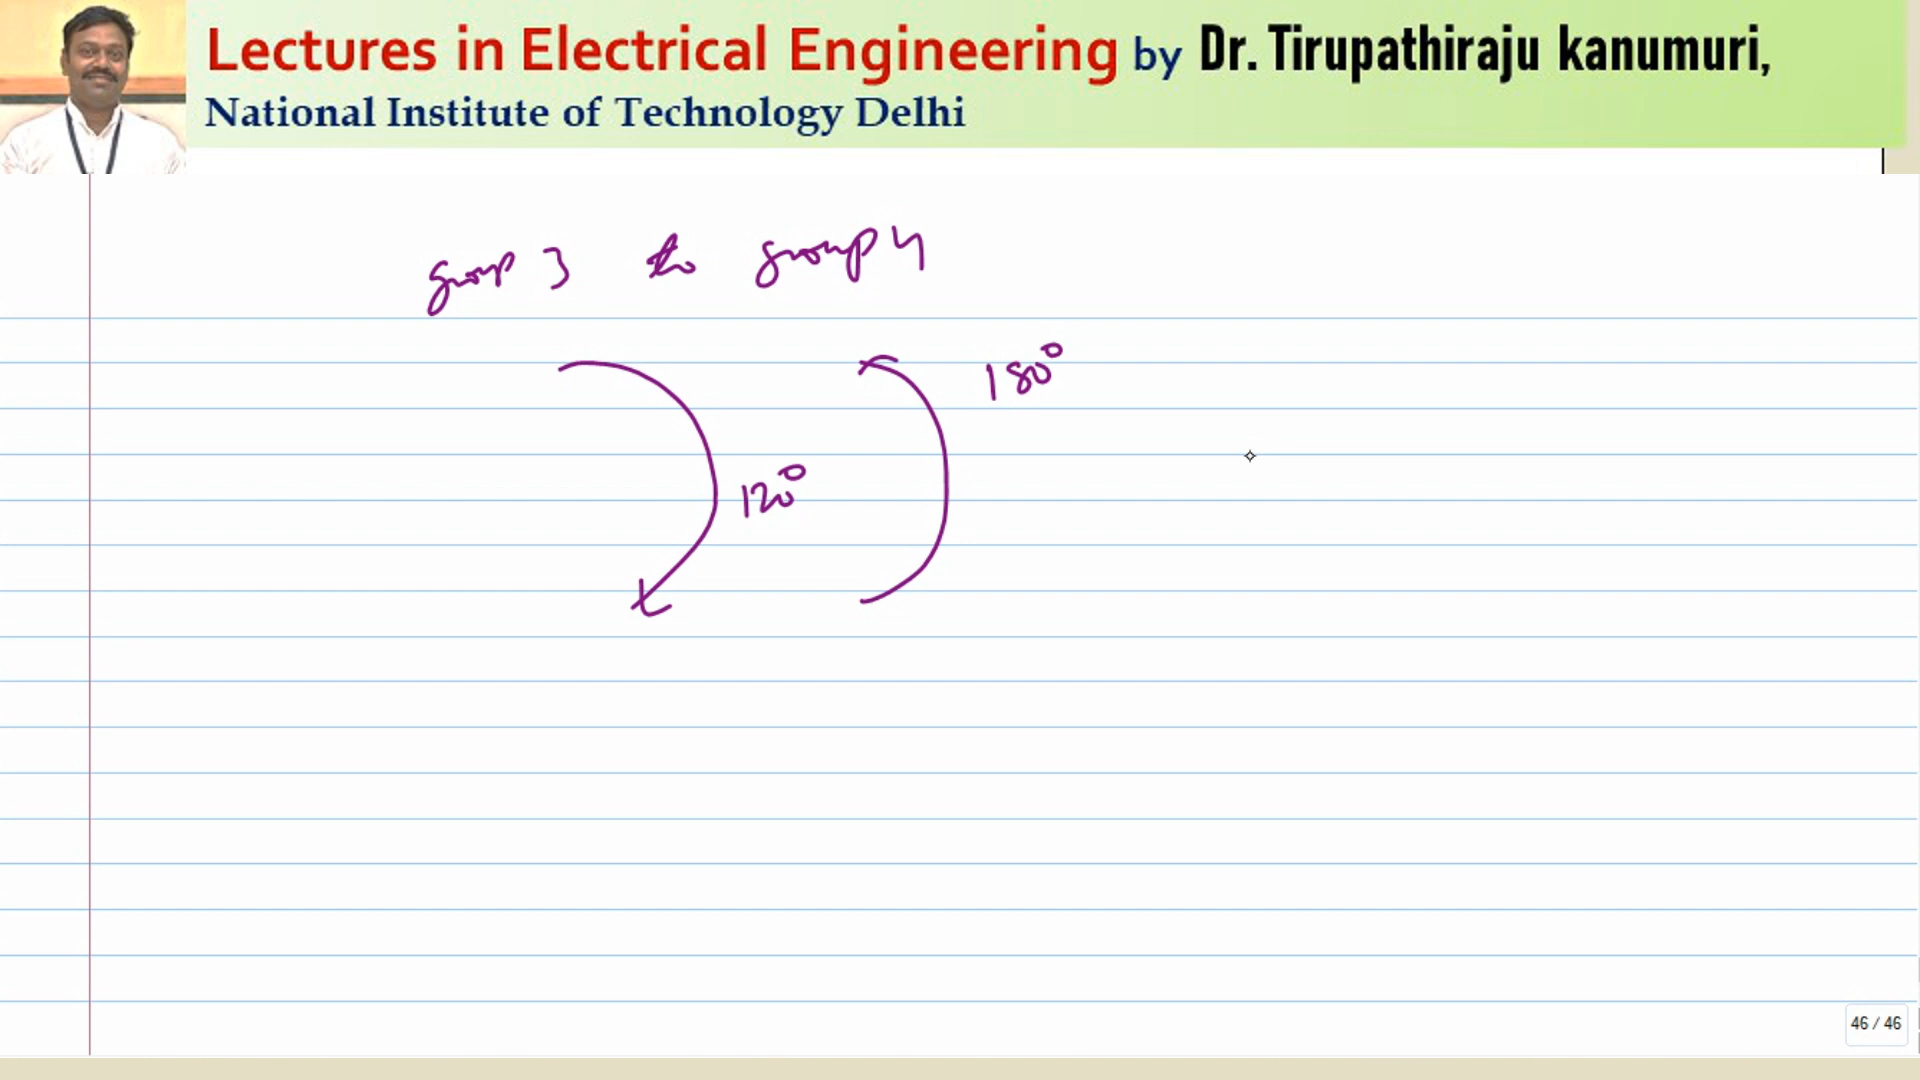 Lectures in Electrical Engineering by Dr. Tirupathiraju kanumuri,
National Institute of Technology Delhi
group 3 to group 4
180°
120°
46 / 46